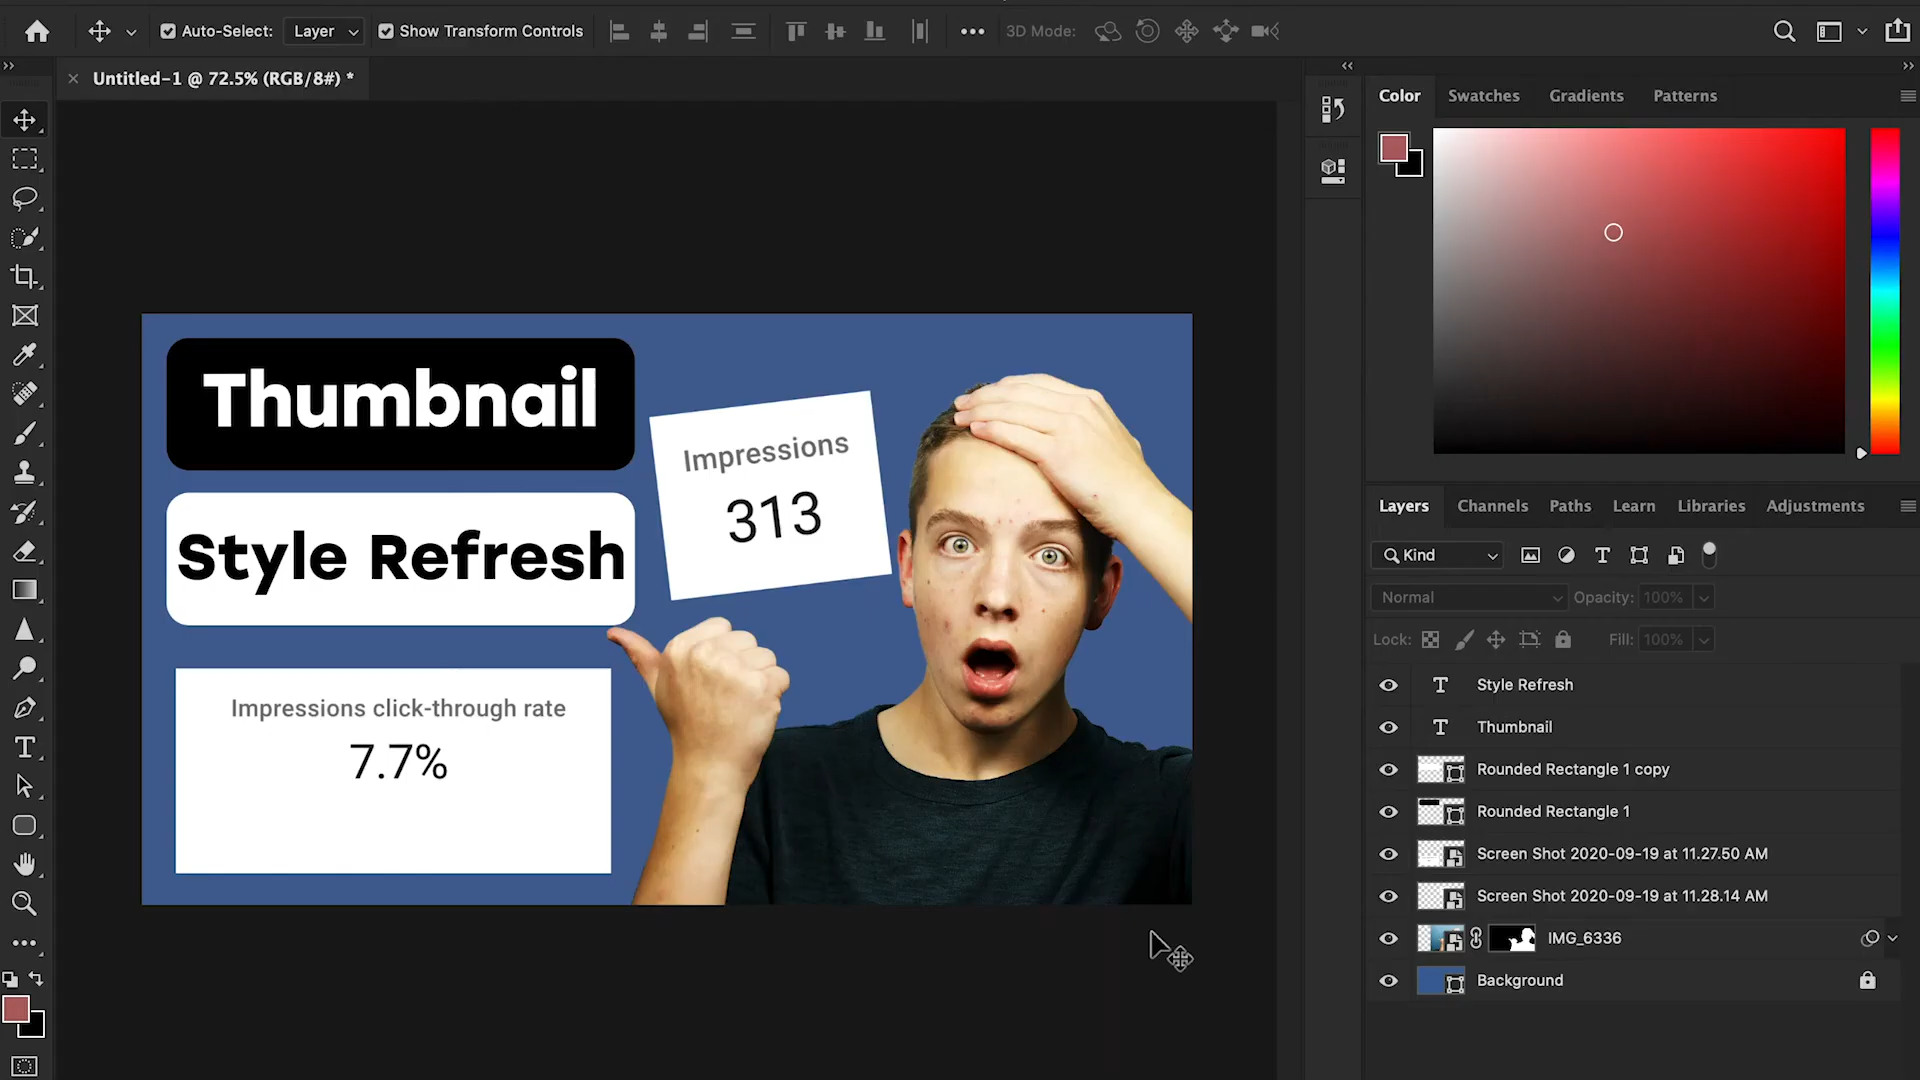 Auto-Select: Layer Show Transform Controls 3D Mode:
Untitled-1 @ 72.5% (RGB/8#) *
Color Swatches Gradients Patterns
Thumbnail
Style Refresh
Impressions
313
Impressions click-through rate
7.7%
Layers Channels Paths Learn Libraries Adjustments
Kind
Normal Opacity: 100%
Lock: Fill: 100%
Style Refresh
Thumbnail
Rounded Rectangle 1 copy
Rounded Rectangle 1
Screen Shot 2020-09-19 at 11.27.50 AM
Screen Shot 2020-09-19 at 11.28.14 AM
IMG_6336
Background